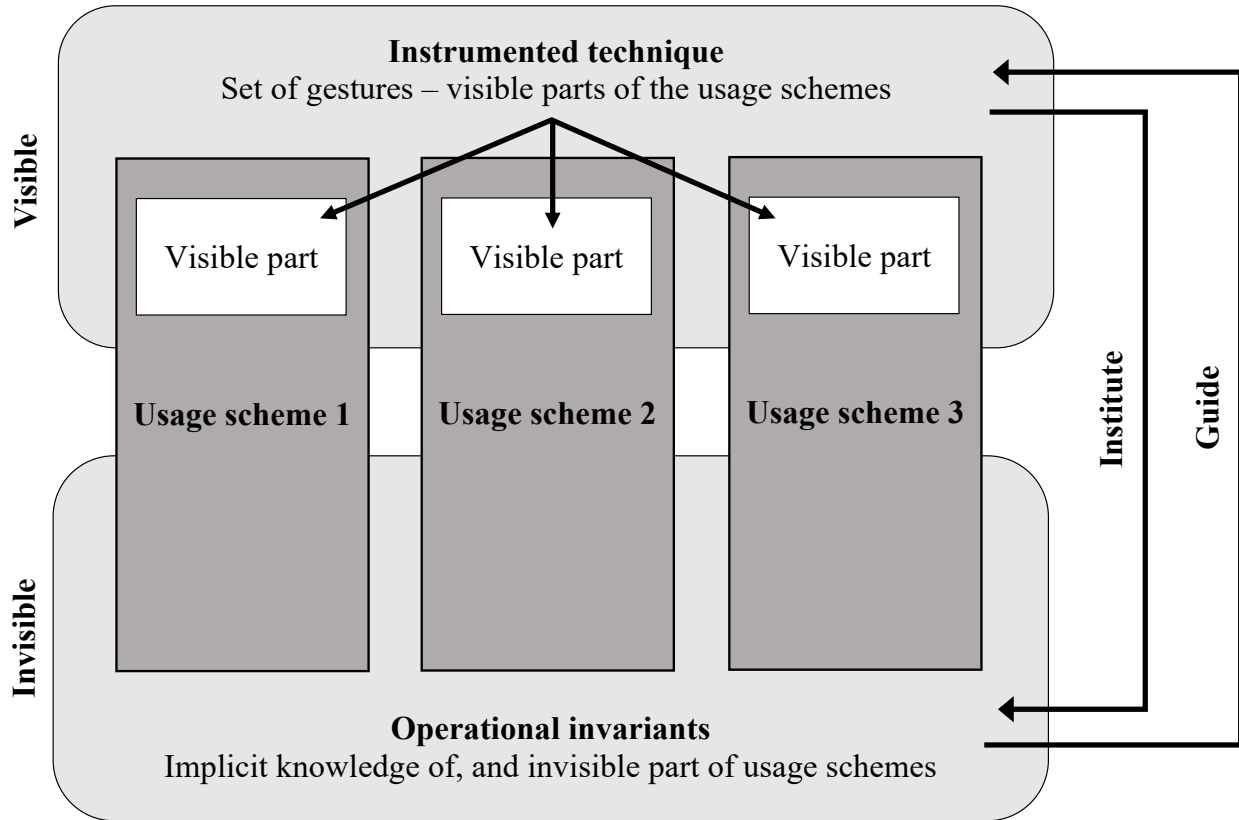 Instrumented technique
Set of gestures – visible parts of the usage schemes
Visible
Visible part
Visible part
Visible part
Usage scheme 1
Usage scheme 2
Usage scheme 3
Institute
Guide
Invisible
Operational invariants
Implicit knowledge of, and invisible part of usage schemes